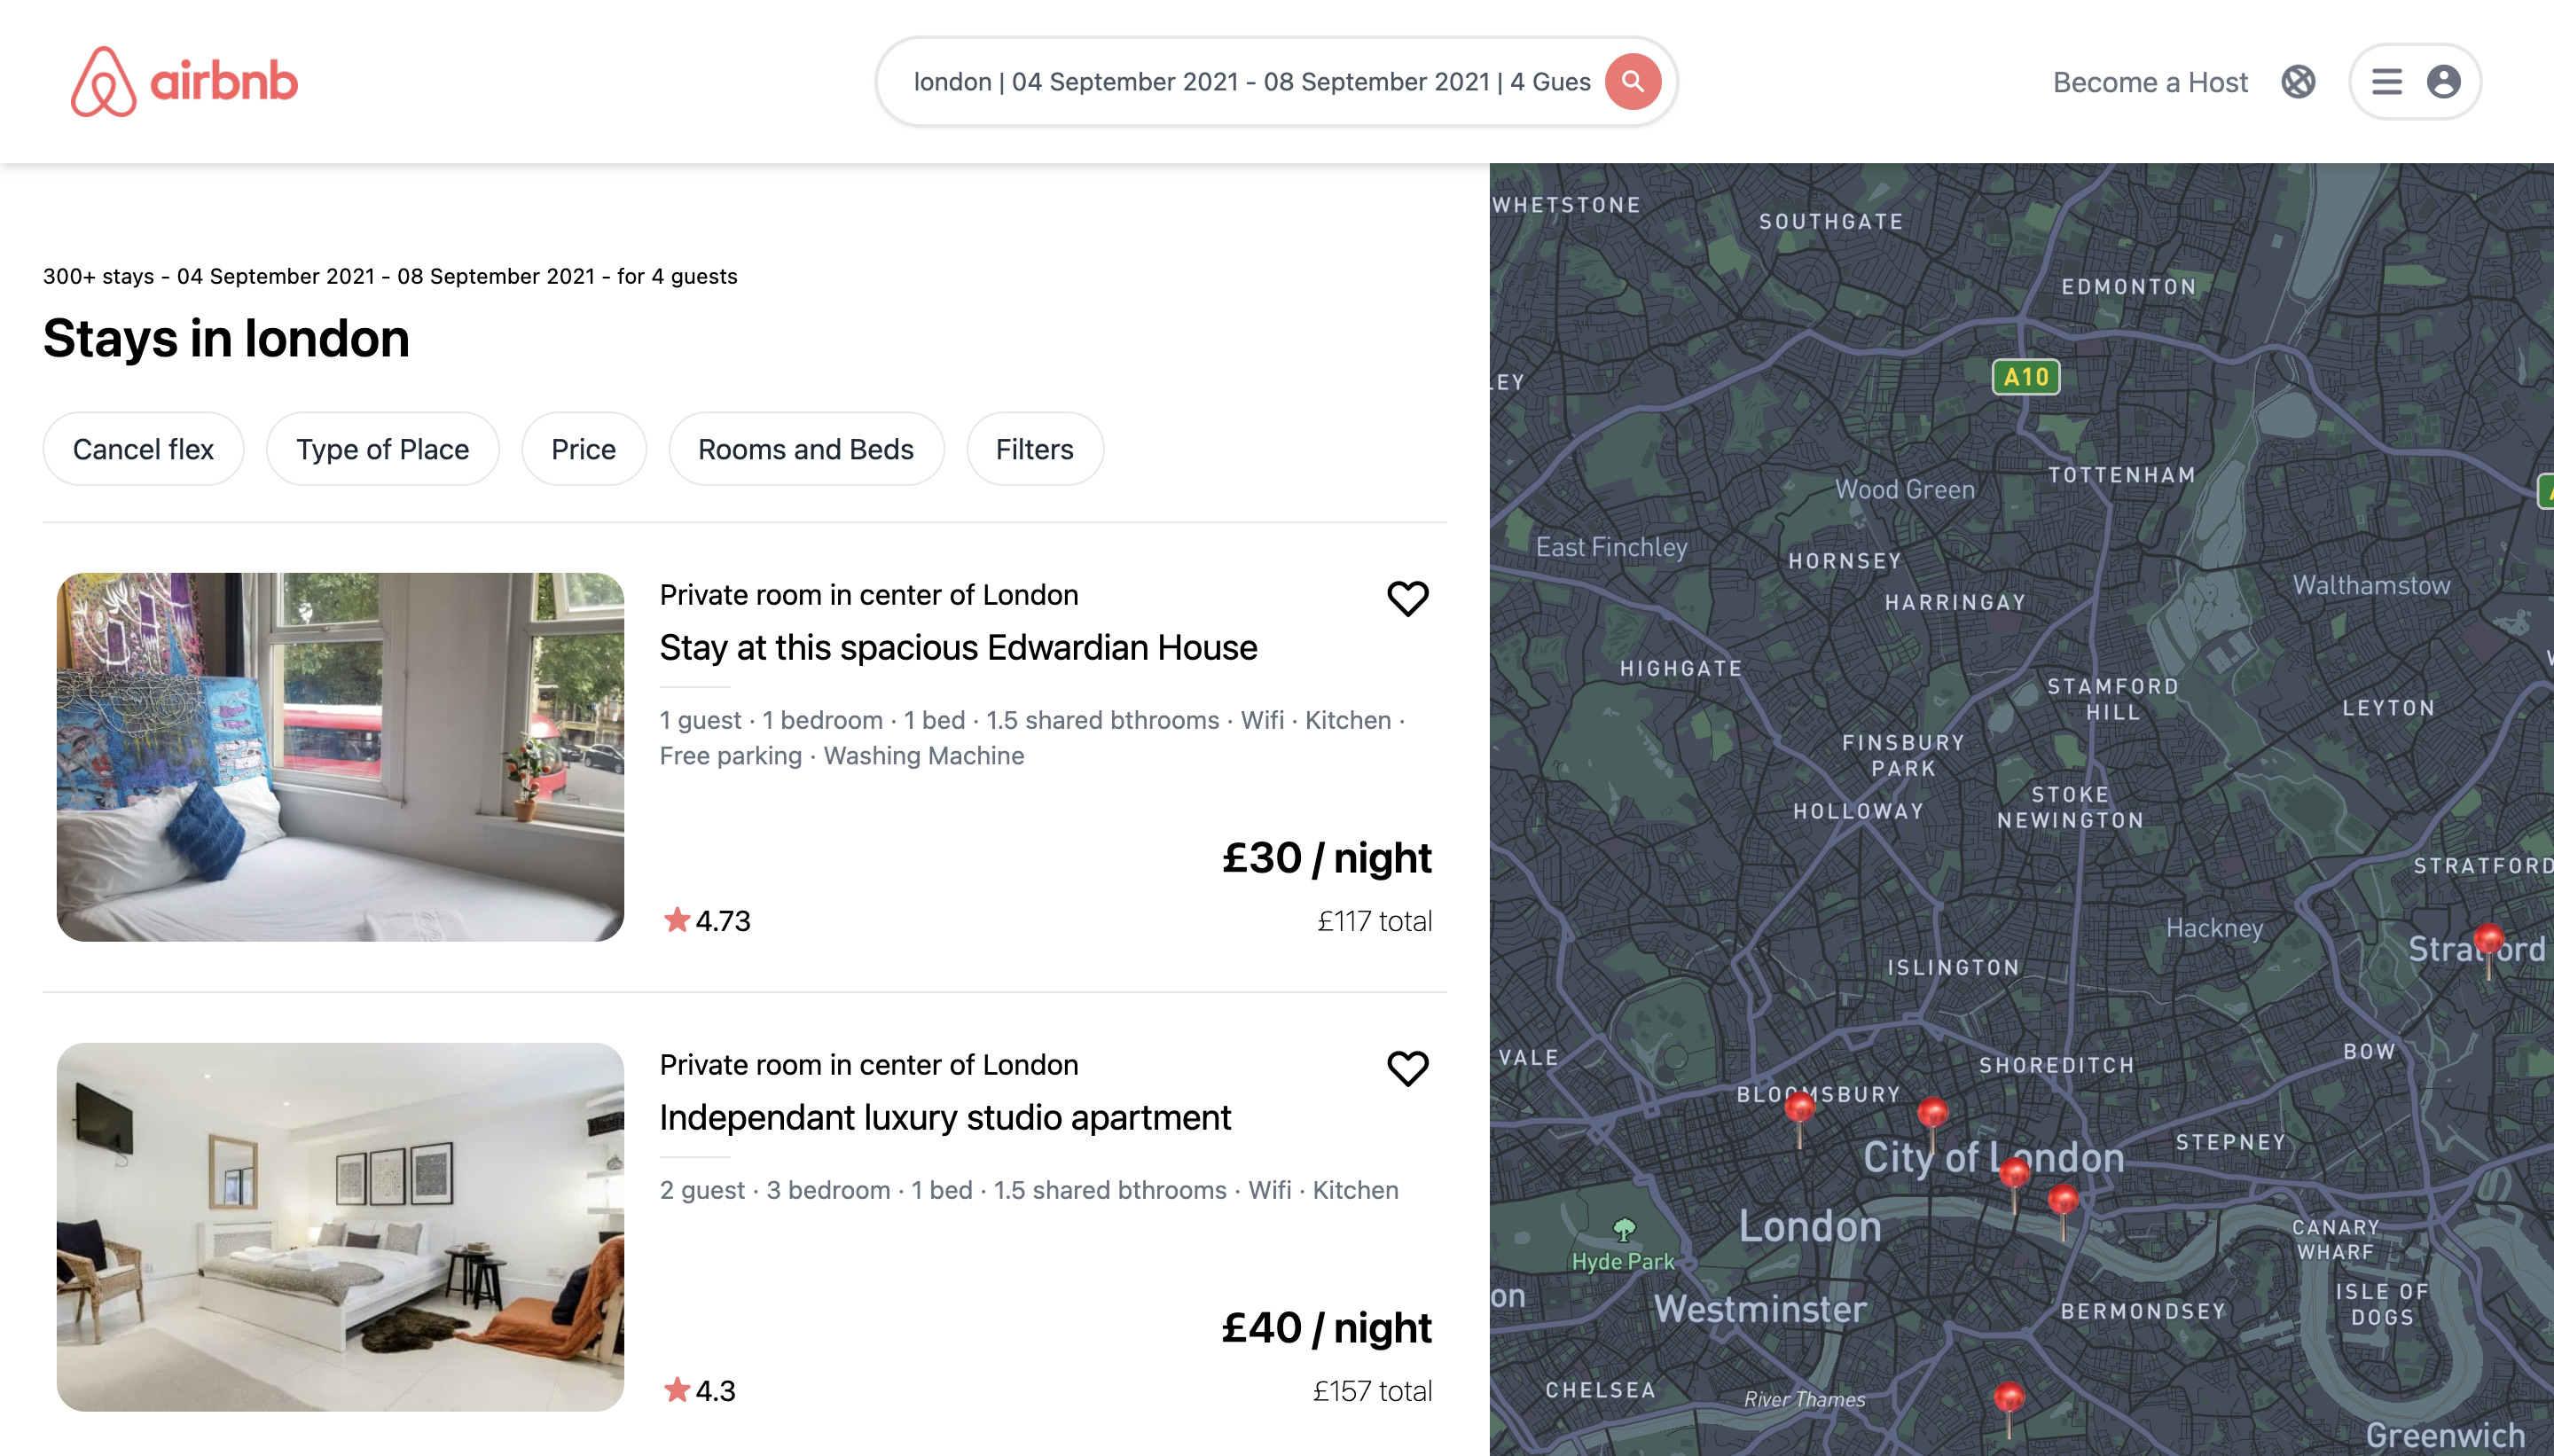 airbnb
london | 04 September 2021 - 08 September 2021 | 4 Gues
Become a Host
300+ stays - 04 September 2021 - 08 September 2021 - for 4 guests
Stays in london
Cancel flex
Type of Place
Price
Rooms and Beds
Filters
Private room in center of London
Stay at this spacious Edwardian House
1 guest · 1 bedroom · 1 bed · 1.5 shared bthrooms · Wifi · Kitchen ·
Free parking · Washing Machine
£30 / night
4.73
£117 total
Private room in center of London
Independant luxury studio apartment
2 guest · 3 bedroom · 1 bed · 1.5 shared bthrooms · Wifi · Kitchen
£40 / night
4.3
£157 total
WHETSTONE
SOUTHGATE
EDMONTON
LEY
A10
TOTTENHAM
Wood Green
East Finchley
HORNSEY
Walthamstow
HARRINGAY
HIGHGATE
STAMFORD
HILL
LEYTON
FINSBURY
PARK
STOKE
NEWINGTON
HOLLOWAY
STRATFORD
Hackney
Stratford
ISLINGTON
VALE
SHOREDITCH
BOW
BLOOMSBURY
City of London
STEPNEY
London
CANARY
WHARF
Hyde Park
on
Westminster
ISLE OF
DOGS
BERMONDSEY
CHELSEA
River Thames
Greenwich